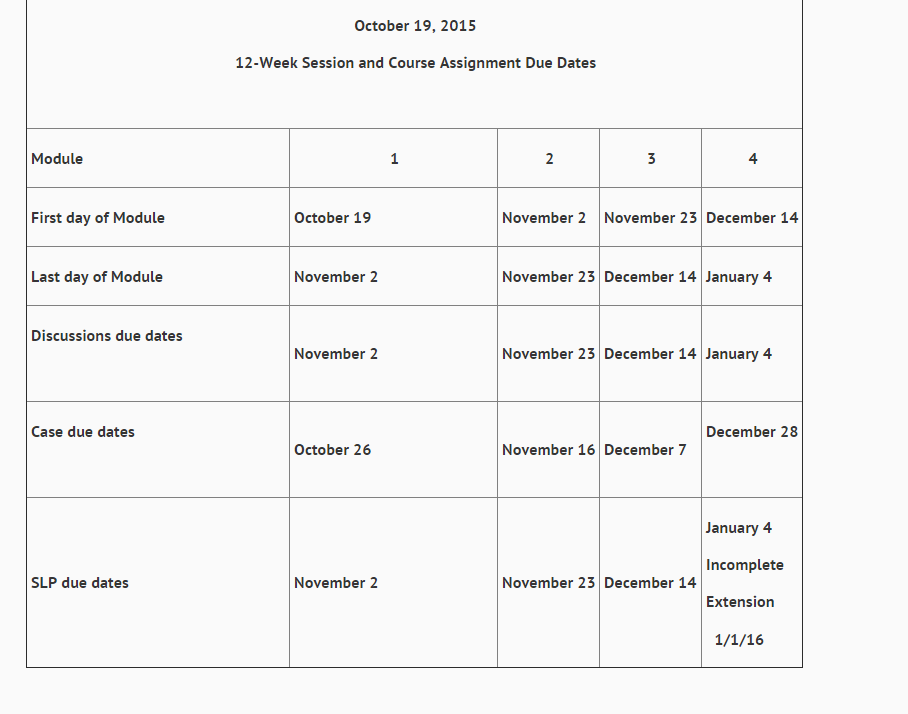 October 19, 2015
12-Week Session and Course Assignment Due Dates
Module 1 2 3 4
First day of Module October 19 November 2 November 23 December 14
Last day of Module November 2 November 23 December 14 January 4
Discussions due dates November 2 November 23 December 14 January 4
Case due dates October 26 November 16 December 7 December 28
SLP due dates November 2 November 23 December 14 January 4
Incomplete
Extension
1/1/16